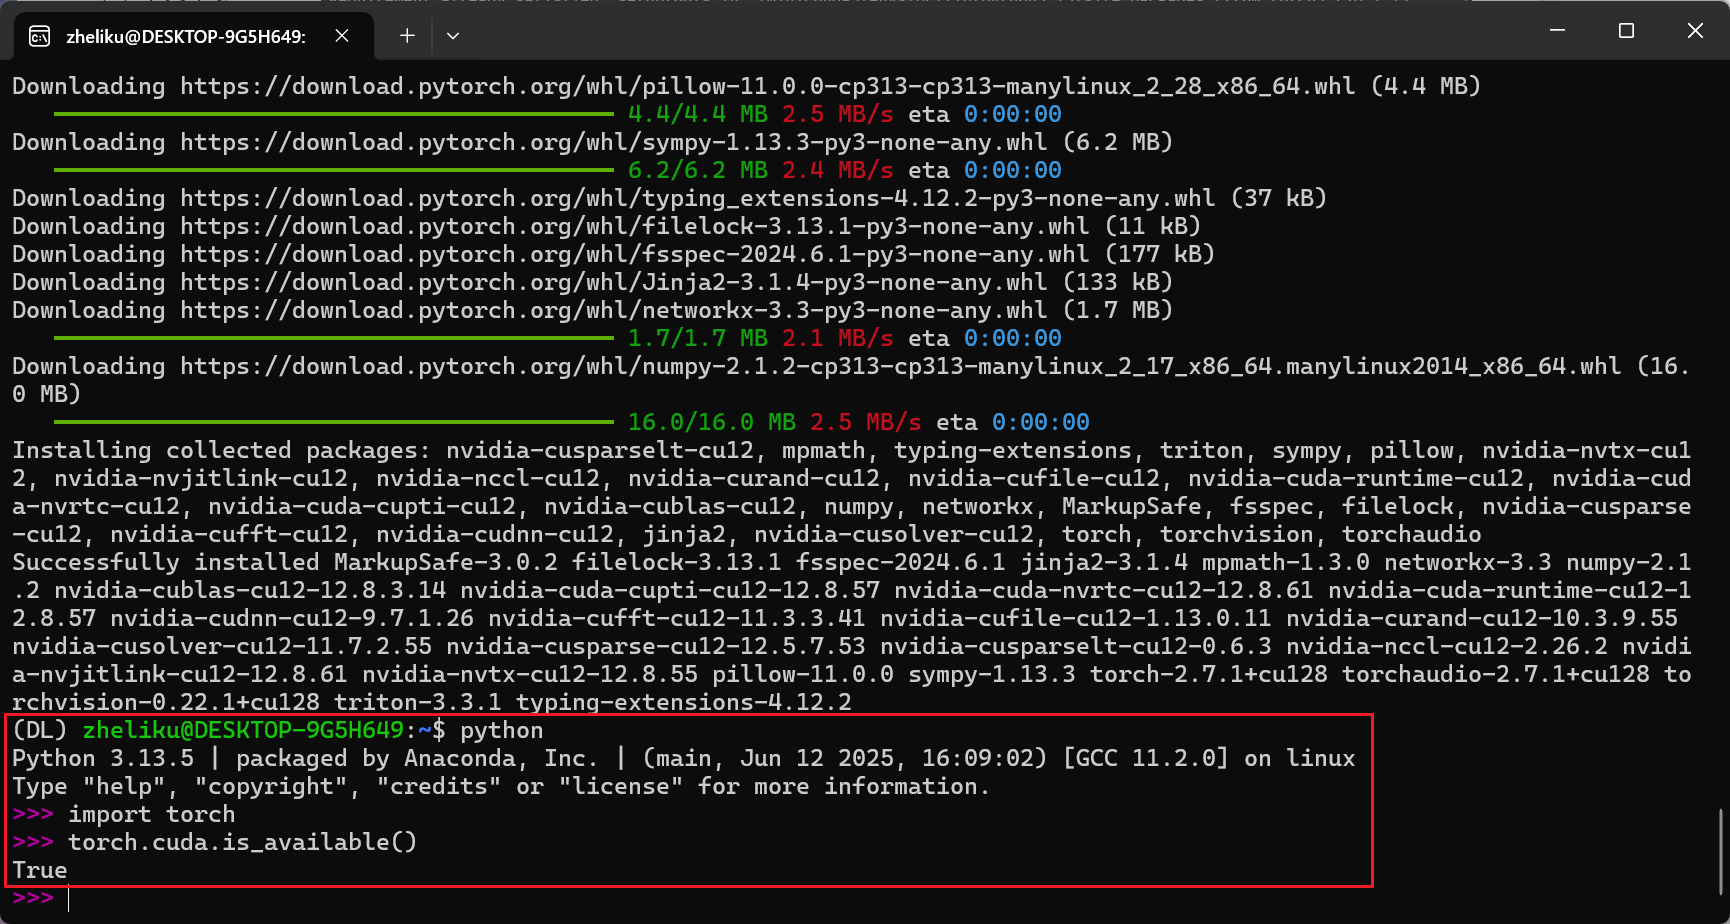 zheliku@DESKTOP-9G5H649:
Downloading https://download.pytorch.org/whl/pillow-11.0.0-cp313-cp313-manylinux_2_28_x86_64.whl (4.4 MB)
4.4/4.4 MB 2.5 MB/s eta 0:00:00
Downloading https://download.pytorch.org/whl/sympy-1.13.3-py3-none-any.whl (6.2 MB)
6.2/6.2 MB 2.4 MB/s eta 0:00:00
Downloading https://download.pytorch.org/whl/typing_extensions-4.12.2-py3-none-any.whl (37 kB)
Downloading https://download.pytorch.org/whl/filelock-3.13.1-py3-none-any.whl (11 kB)
Downloading https://download.pytorch.org/whl/fsspec-2024.6.1-py3-none-any.whl (177 kB)
Downloading https://download.pytorch.org/whl/Jinja2-3.1.4-py3-none-any.whl (133 kB)
Downloading https://download.pytorch.org/whl/networkx-3.3-py3-none-any.whl (1.7 MB)
1.7/1.7 MB 2.1 MB/s eta 0:00:00
Downloading https://download.pytorch.org/whl/numpy-2.1.2-cp313-cp313-manylinux_2_17_x86_64.manylinux2014_x86_64.whl (16.
0 MB)
16.0/16.0 MB 2.5 MB/s eta 0:00:00
Installing collected packages: nvidia-cusparselt-cu12, mpmath, typing-extensions, triton, sympy, pillow, nvidia-nvtx-cu1
2, nvidia-nvjitlink-cu12, nvidia-nccl-cu12, nvidia-curand-cu12, nvidia-cufile-cu12, nvidia-cuda-runtime-cu12, nvidia-cud
a-nvrtc-cu12, nvidia-cuda-cupti-cu12, nvidia-cublas-cu12, numpy, networkx, MarkupSafe, fsspec, filelock, nvidia-cusparse
-cu12, nvidia-cufft-cu12, nvidia-cudnn-cu12, jinja2, nvidia-cusolver-cu12, torch, torchvision, torchaudio
Successfully installed MarkupSafe-3.0.2 filelock-3.13.1 fsspec-2024.6.1 jinja2-3.1.4 mpmath-1.3.0 networkx-3.3 numpy-2.1
.2 nvidia-cublas-cu12-12.8.3.14 nvidia-cuda-cupti-cu12-12.8.57 nvidia-cuda-nvrtc-cu12-12.8.61 nvidia-cuda-runtime-cu12-1
2.8.57 nvidia-cudnn-cu12-9.7.1.26 nvidia-cufft-cu12-11.3.3.41 nvidia-cufile-cu12-1.13.0.11 nvidia-curand-cu12-10.3.9.55
nvidia-cusolver-cu12-11.7.2.55 nvidia-cusparse-cu12-12.5.7.53 nvidia-cusparselt-cu12-0.6.3 nvidia-nccl-cu12-2.26.2 nvidi
a-nvjitlink-cu12-12.8.61 nvidia-nvtx-cu12-12.8.55 pillow-11.0.0 sympy-1.13.3 torch-2.7.1+cu128 torchaudio-2.7.1+cu128 to
rchvision-0.22.1+cu128 triton-3.3.1 typing-extensions-4.12.2
(DL) zheliku@DESKTOP-9G5H649:~$ python
Python 3.13.5 | packaged by Anaconda, Inc. | (main, Jun 12 2025, 16:09:02) [GCC 11.2.0] on linux
Type "help", "copyright", "credits" or "license" for more information.
>>> import torch
>>> torch.cuda.is_available()
True
>>>